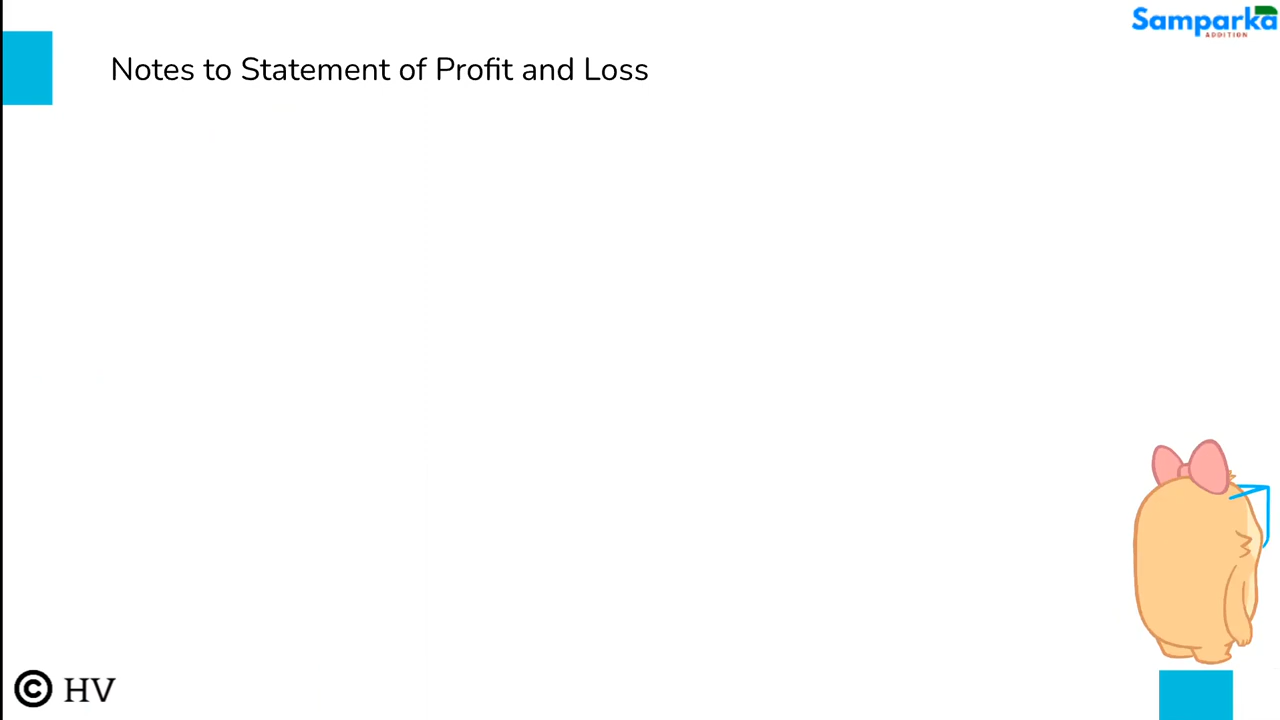 Samparka
ADDITION
Notes to Statement of Profit and Loss
© HV